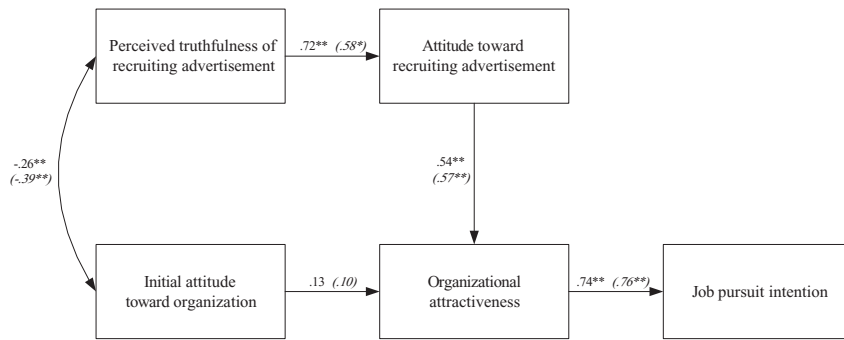 Perceived truthfulness of
recruiting advertisement
.72** (.58*)
Attitude toward
recruiting advertisement
-.26**
(-.39**)
.54**
(.57**)
Initial attitude
toward organization
.13 (.10)
Organizational
attractiveness
.74** (.76**)
Job pursuit intention